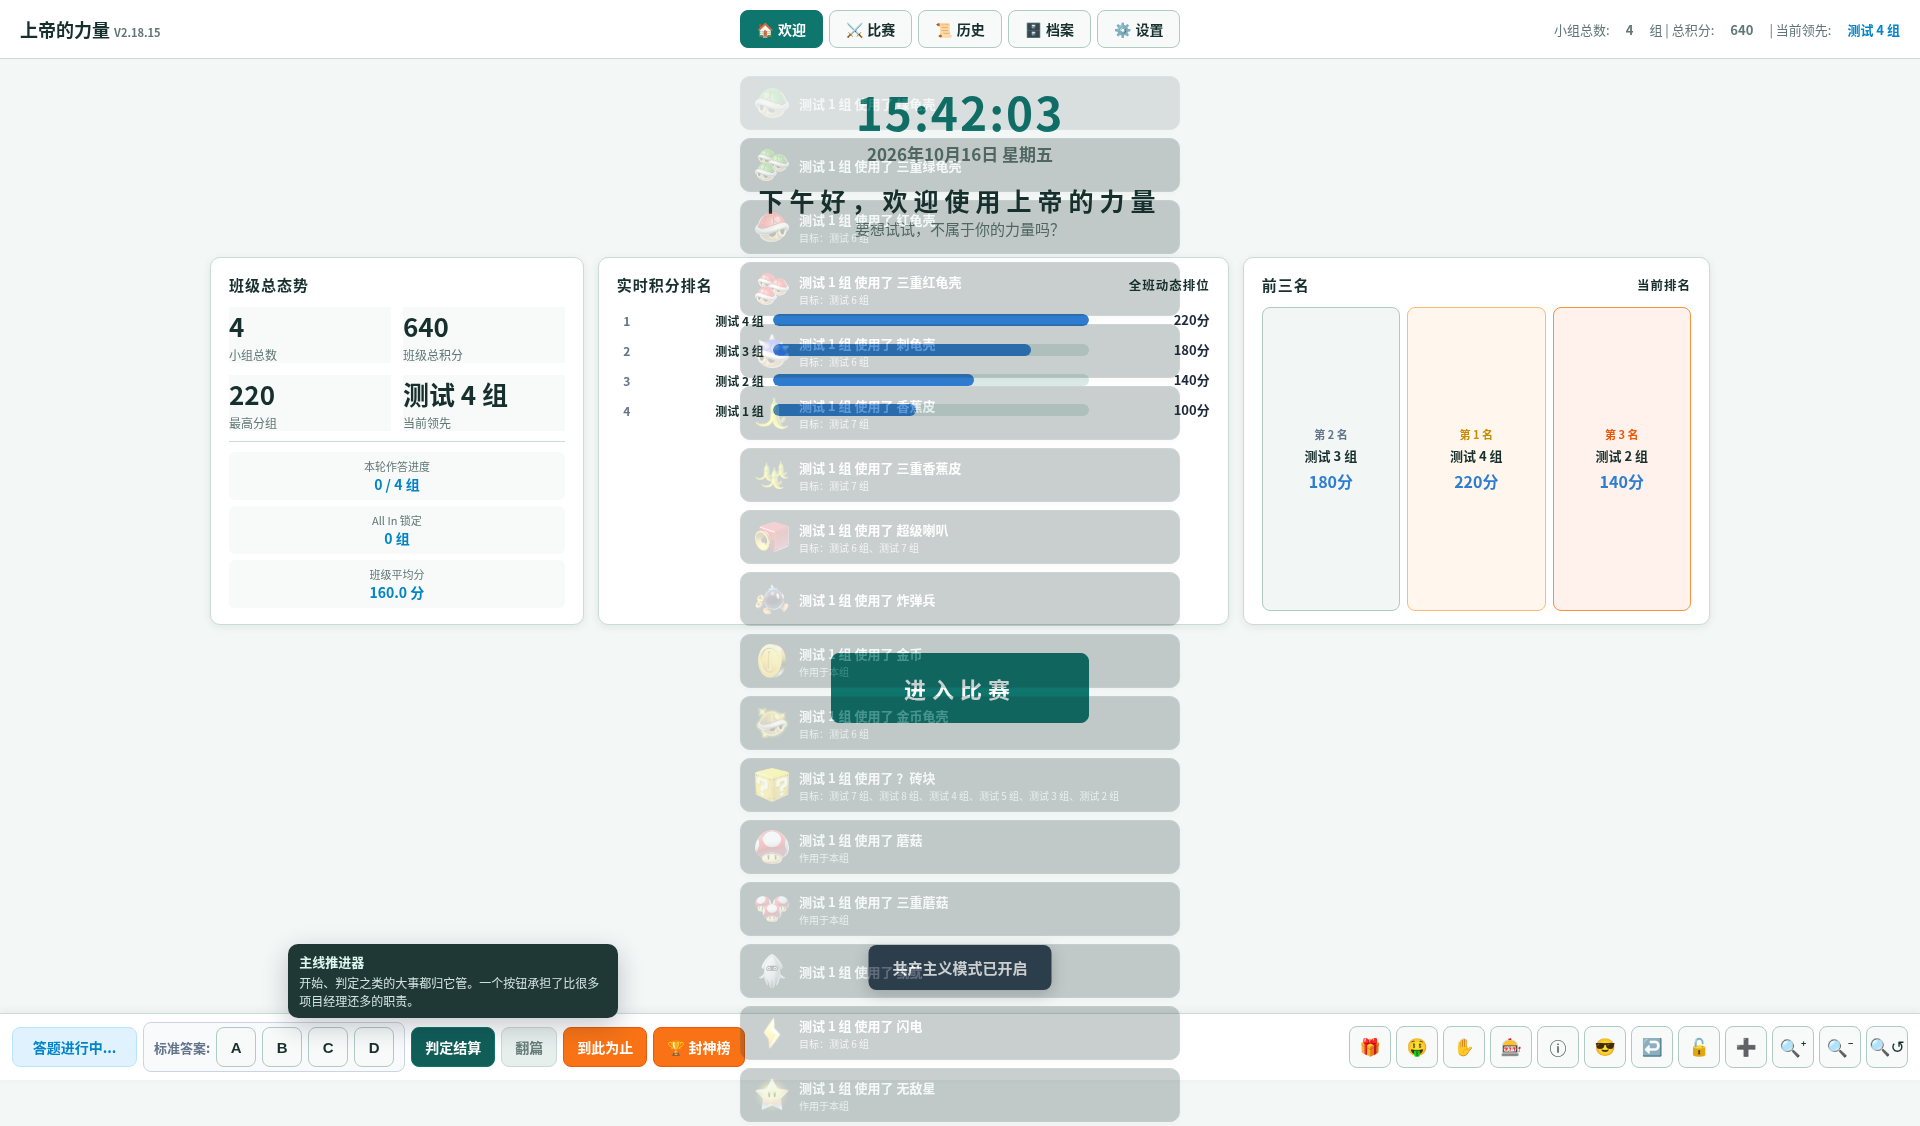 上帝的力量 V2.18.15
🏠 欢迎
⚔️ 比赛
📜 历史
🗄️ 档案
⚙️ 设置
小组总数: 4 组 | 总积分: 640 | 当前领先: 测试 4 组
测试 1 组 使用了 绿龟壳
15:42:03
2026年10月16日 星期五
测试 1 组 使用了 三重绿龟壳
下午好，欢迎使用上帝的力量
测试 1 组 使用了 红龟壳
要想试试，不属于你的力量吗?
目标：测试 6 组
班级总态势
4
小组总数
640
班级总积分
220
最高分组
测试 4 组
当前领先
本轮作答进度
0 / 4 组
All In 锁定
0 组
班级平均分
160.0 分
实时积分排名
全班动态排位
1 测试 4 组 220分
2 测试 3 组 180分
3 测试 2 组 140分
4 测试 1 组 100分
测试 1 组 使用了 三重红龟壳
目标：测试 6 组
测试 1 组 使用了 刺龟壳
目标：测试 6 组
测试 1 组 使用了 香蕉皮
目标：测试 7 组
测试 1 组 使用了 三重香蕉皮
目标：测试 7 组
测试 1 组 使用了 超级喇叭
目标：测试 6 组、测试 7 组
测试 1 组 使用了 炸弹兵
测试 1 组 使用了 金币
作用于本组
进入比赛
测试 1 组 使用了 金币龟壳
目标：测试 6 组
测试 1 组 使用了 ? 砖块
目标：测试 7 组、测试 8 组、测试 4 组、测试 5 组、测试 3 组、测试 2 组
测试 1 组 使用了 蘑菇
作用于本组
测试 1 组 使用了 三重蘑菇
作用于本组
测试 1 组 使用了
共产主义模式已开启
测试 1 组 使用了 闪电
目标：测试 6 组
测试 1 组 使用了 无敌星
作用于本组
前三名
当前排名
第 2 名
测试 3 组
180分
第 1 名
测试 4 组
220分
第 3 名
测试 2 组
140分
主线推进器
开始、判定之类的大事都归它管。一个按钮承担了比很多
项目经理还多的职责。
答题进行中...
标准答案: A B C D
判定结算
翻篇
到此为止
🏆 封神榜